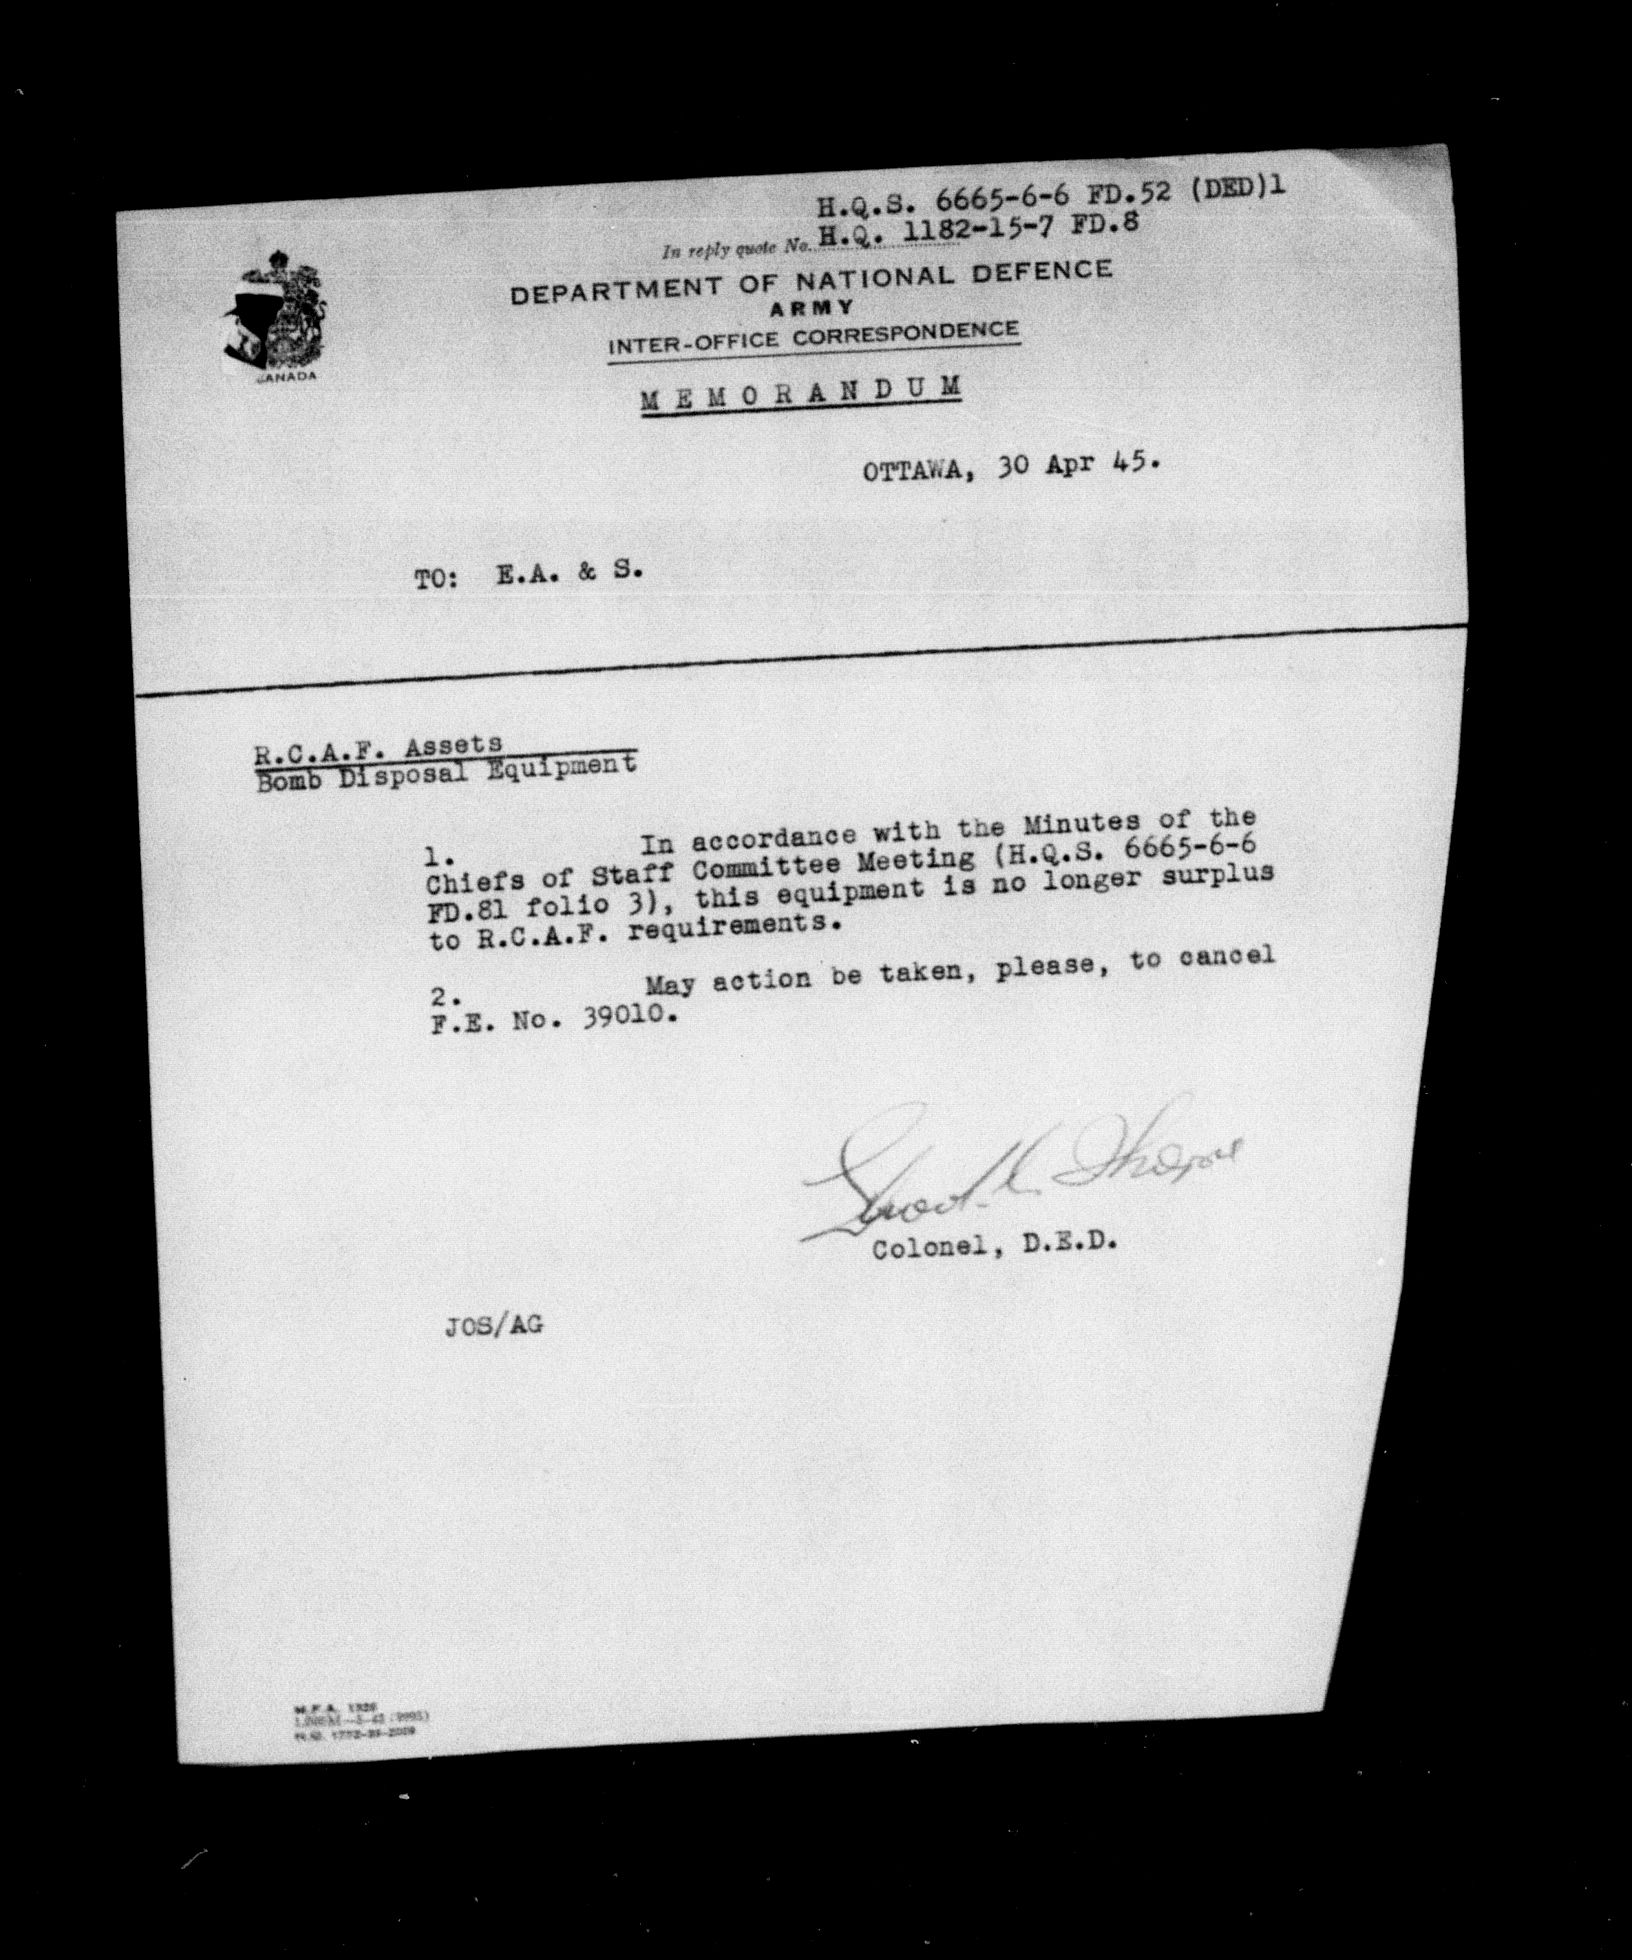 H.Q.S. 6665-6-6 FD.52 (DED)1
In reply quote No. H.Q. 1182-15-7 FD.8
DEPARTMENT OF NATIONAL DEFENCE
ARMY
INTER-OFFICE CORRESPONDENCE
CANADA
MEMORANDUM
OTTAWA, 30 Apr 45.
TO: E.A. & S.
R.C.A.F. Assets
Bomb Disposal Equipment
1. In accordance with the Minutes of the
Chiefs of Staff Committee Meeting (H.Q.S. 6665-6-6
FD.81 folio 3), this equipment is no longer surplus
to R.C.A.F. requirements.
2. May action be taken, please, to cancel
F.E. No. 39010.
Colonel, D.E.D.
JOS/AG